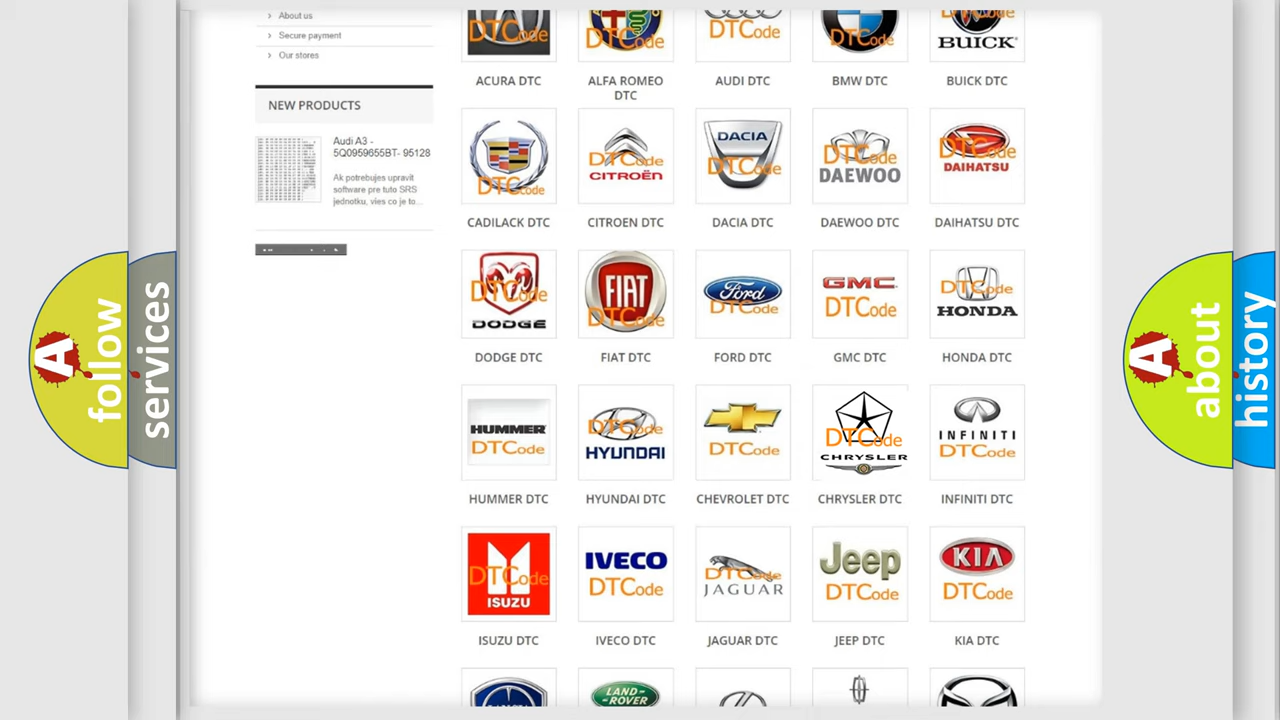 About us
Secure payment
Our stores
NEW PRODUCTS
Audi A3 -
5Q0959655BT- 95128
Ak potrebujes upravit
software pre tuto SRS
jednotku, vies co je to...
follow
services
about
history
A
A
DTCode
DTCode
DTCode
DTCode
BUICK
ACURA DTC
ALFA ROMEO
DTC
AUDI DTC
BMW DTC
BUICK DTC
DTCode
DTCode
CITROËN
DACIA
DTCode
DTCode
DAEWOO
DTCode
DAIHATSU
CADILACK DTC
CITROEN DTC
DACIA DTC
DAEWOO DTC
DAIHATSU DTC
DTCode
DODGE
FIAT
DTCode
Ford
DTCode
GMC
DTCode
DTCode
HONDA
DODGE DTC
FIAT DTC
FORD DTC
GMC DTC
HONDA DTC
HUMMER
DTCode
DTCode
HYUNDAI
DTCode
DTCode
CHRYSLER
INFINITI
DTCode
HUMMER DTC
HYUNDAI DTC
CHEVROLET DTC
CHRYSLER DTC
INFINITI DTC
DTCode
ISUZU
IVECO
DTCode
DTCode
JAGUAR
Jeep
DTCode
KIA
DTCode
ISUZU DTC
IVECO DTC
JAGUAR DTC
JEEP DTC
KIA DTC
LAND-
ROVER